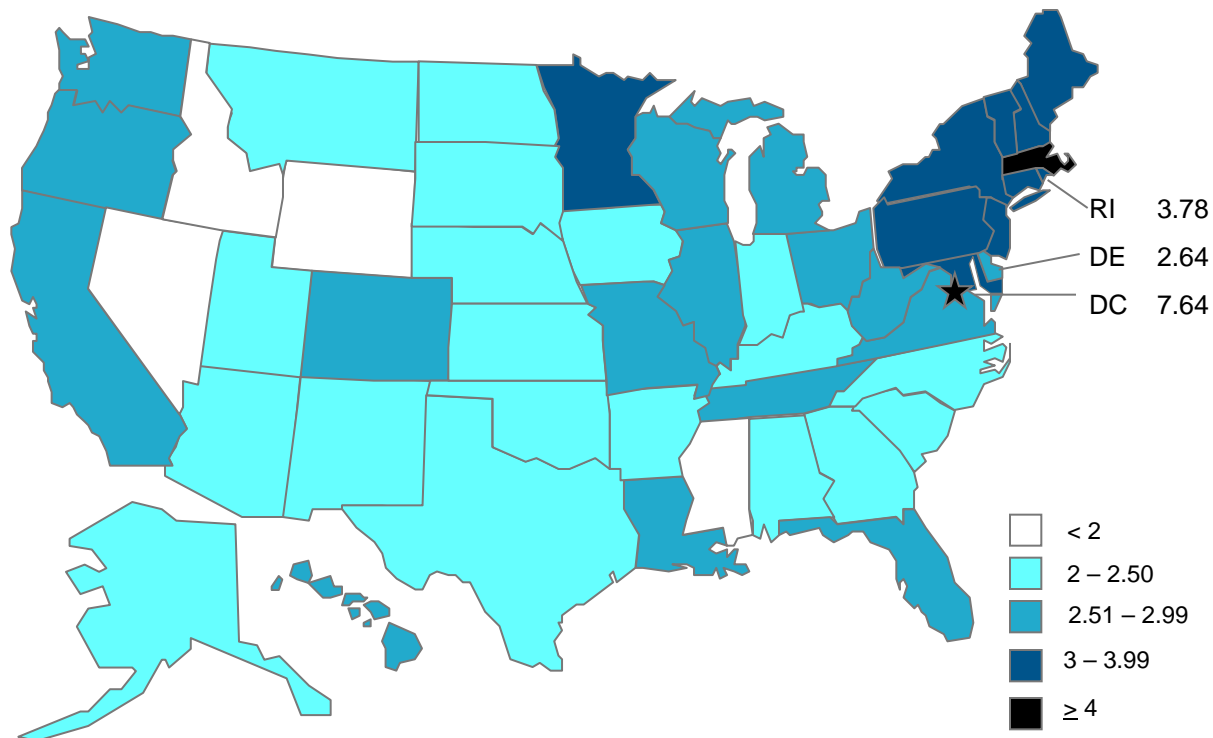 RI 3.78
DE 2.64
DC 7.64
< 2
2 – 2.50
2.51 – 2.99
3 – 3.99
≥ 4